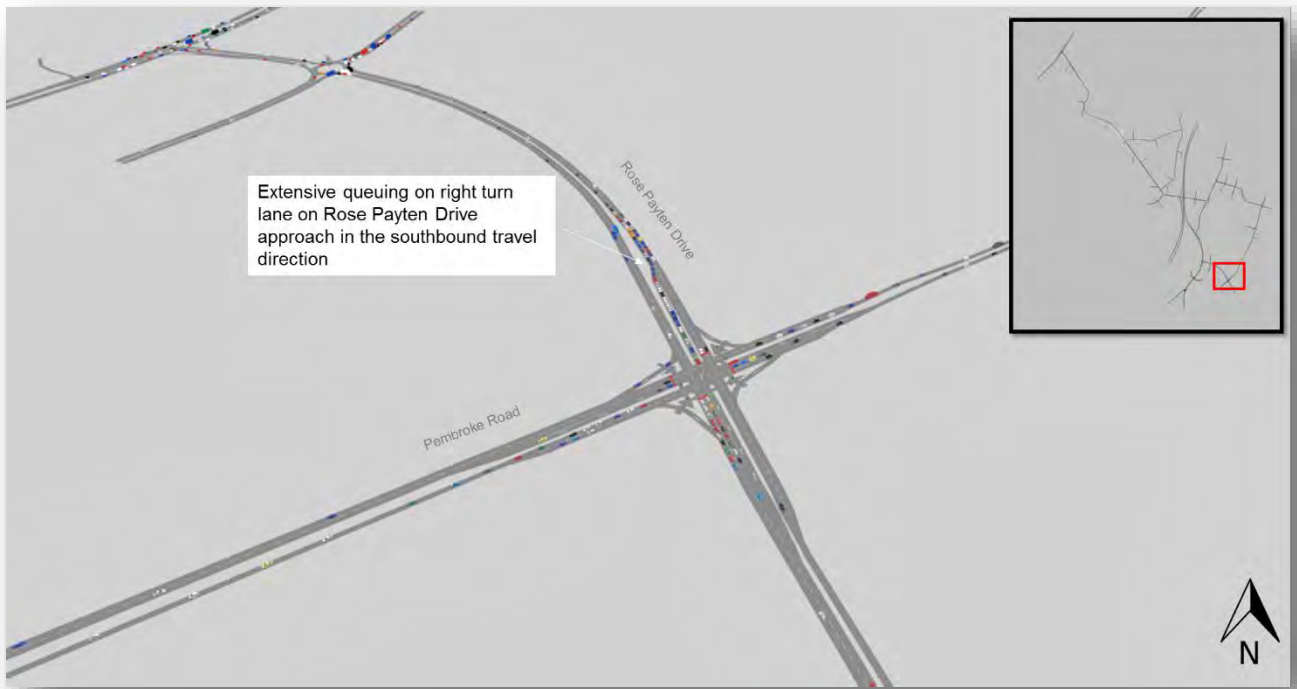 Extensive queuing on right turn
lane on Rose Payten Drive
approach in the southbound travel
direction
Rose Payten Drive
Pembroke Road
N